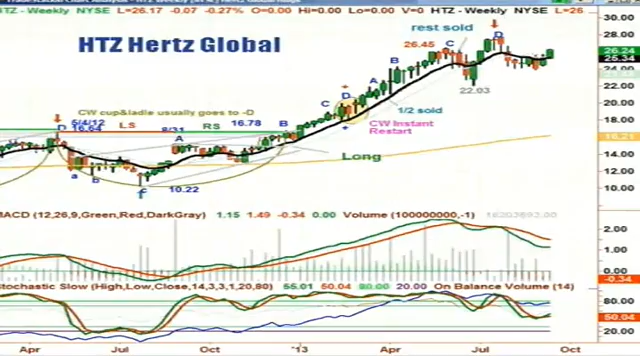 TZ - Weekly NYSE L=26.17 -0.07 -0.27% O=0.00 Hi=0.00 Lo=0.00 V=0 HTZ - Weekly NYSE L=26
HTZ Hertz Global
rest sold
D
26.45 C
30.00
28.00
26.24
25.34
24.00
22.03
22.00
20.00
18.00
16.21
14.00
12.00
10.00
B
A
D
C
1/2 sold
CW cup&ladle usually goes to -D
CW Instant
Restart
5/4/12
D 16.64
LS
8/31
A
RS
16.78
B
Long
a
b
C
10.22
MACD (12,26,9,Green,Red,DarkGray) 1.15 1.49 -0.34 0.00 Volume (100000000,-1)
2.00
1.00
0.00
-0.34
Stochastic Slow (High,Low,Close,14,3,3,1,20,80) 55.01 50.04 80.00 20.00 On Balance Volume (14)
80.00
50.04
20.00
Apr Jul Oct '13 Apr Jul Oct